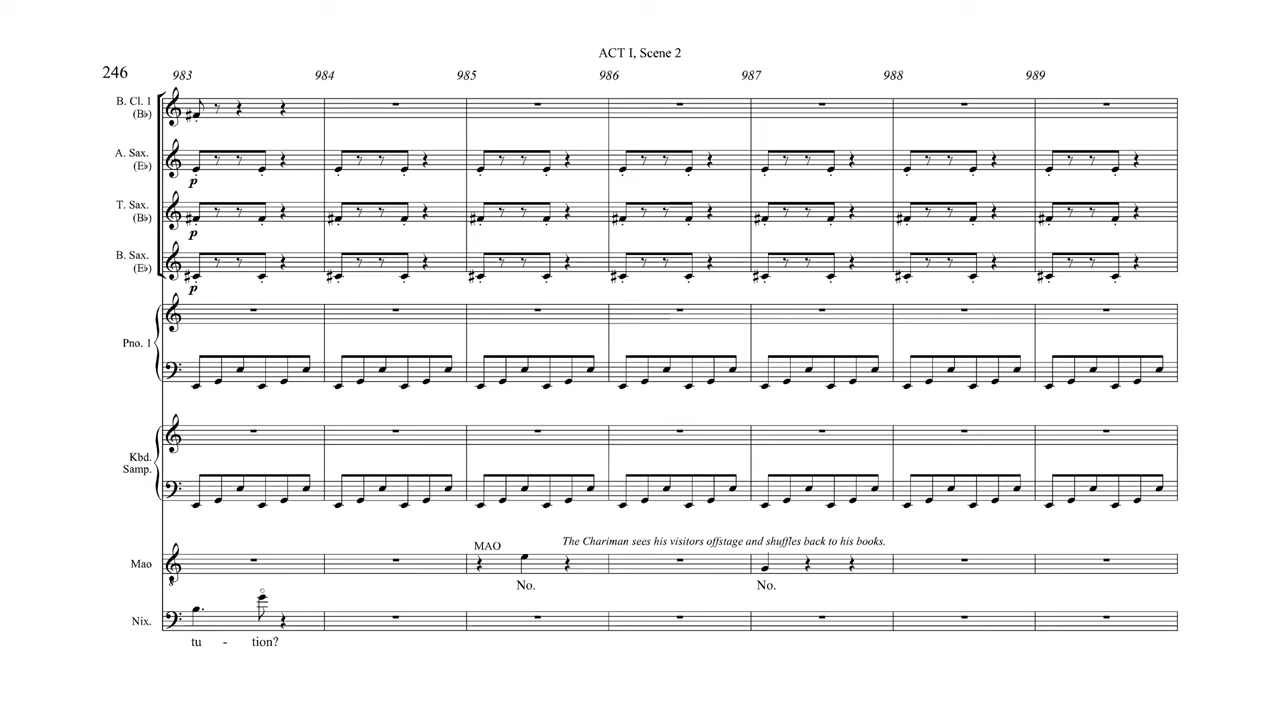 ACT I, Scene 2
246
983 984 985 986 987 988 989
B. Cl. 1
(B♭)
A. Sax.
(E♭)
p
T. Sax.
(B♭)
p
B. Sax.
(E♭)
p
Pno. 1
Kbd.
Samp.
The Chariman sees his visitors offstage and shuffles back to his books.
MAO
Mao
8
No. No.
Nix.
tu - tion?